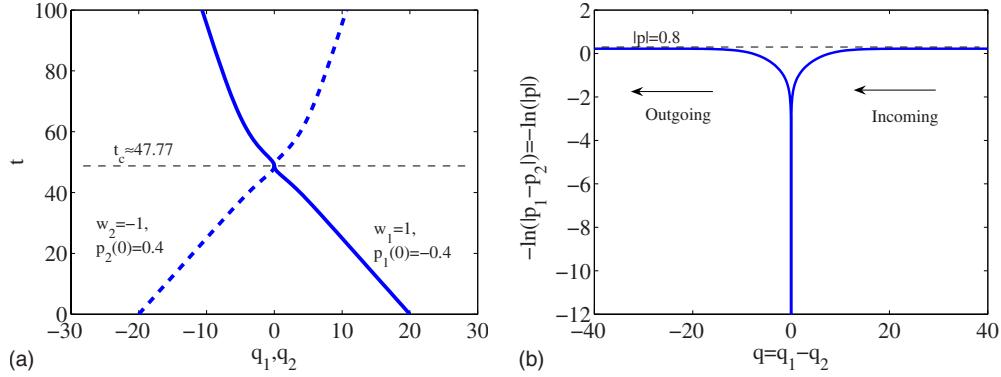 100
80
60
40
20
0
t
t_c≈47.77
w_2=−1,
p_2(0)=0.4
w_1=1,
p_1(0)=−0.4
−30 −20 −10 0 10 20 30
(a)
q_1,q_2
|p|=0.8
0
−2
−4
−6
−8
−10
−12
−ln(|p_1−p_2|)=−ln(|p|)
Outgoing
Incoming
−40 −20 0 20 40
(b)
q=q_1−q_2